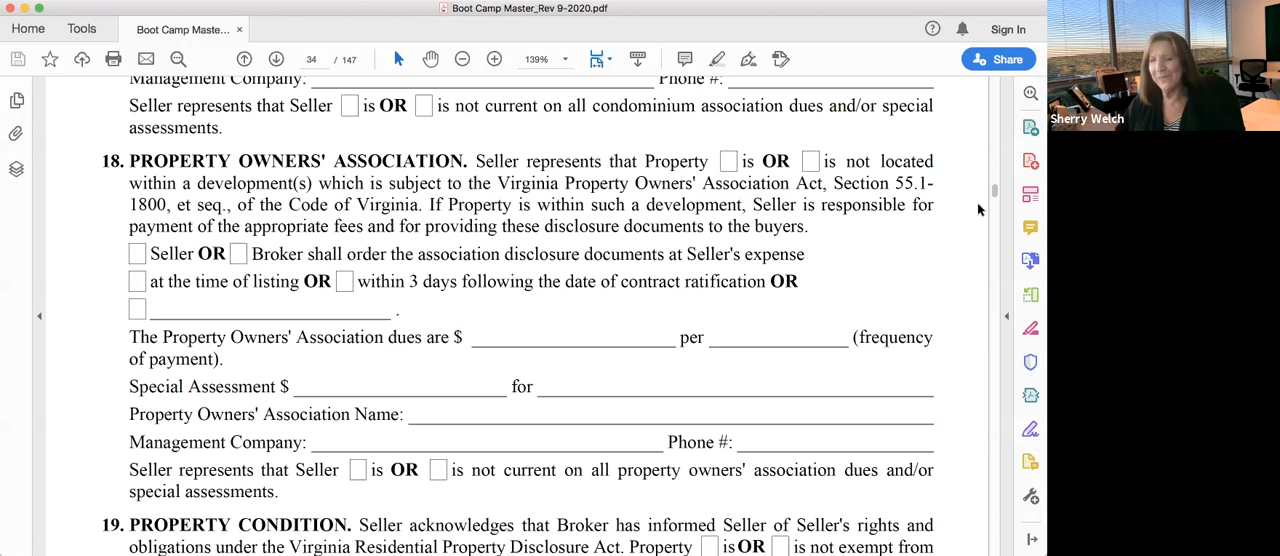 Boot Camp Master_Rev 9-2020.pdf
Home Tools Boot Camp Maste... × Sign In
34 / 147 139% Share
Management Company: Phone #:
Seller represents that Seller is OR is not current on all condominium association dues and/or special
assessments.
18. PROPERTY OWNERS' ASSOCIATION. Seller represents that Property is OR is not located
within a development(s) which is subject to the Virginia Property Owners' Association Act, Section 55.1-
1800, et seq., of the Code of Virginia. If Property is within such a development, Seller is responsible for
payment of the appropriate fees and for providing these disclosure documents to the buyers.
Seller OR Broker shall order the association disclosure documents at Seller's expense
at the time of listing OR within 3 days following the date of contract ratification OR
.
The Property Owners' Association dues are $ per (frequency
of payment).
Special Assessment $ for
Property Owners' Association Name:
Management Company: Phone #:
Seller represents that Seller is OR is not current on all property owners' association dues and/or
special assessments.
19. PROPERTY CONDITION. Seller acknowledges that Broker has informed Seller of Seller's rights and
obligations under the Virginia Residential Property Disclosure Act. Property is OR is not exempt from
Sherry Welch